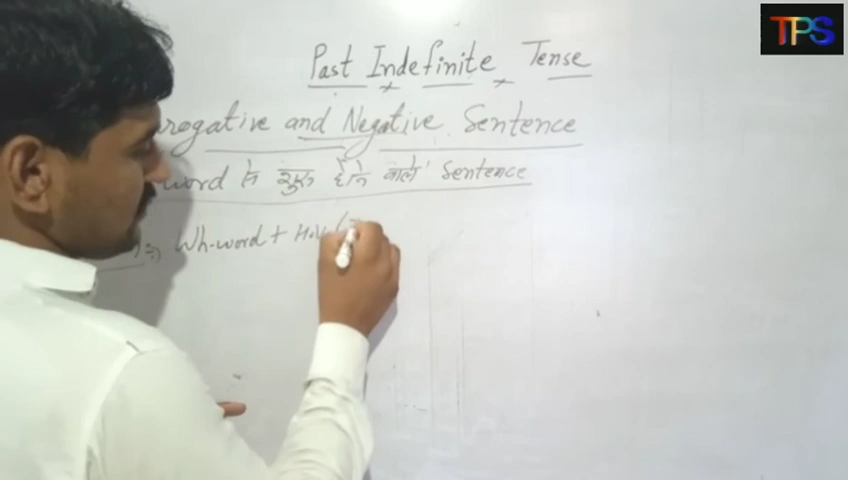 TPS
Past Indefinite Tense
rogative and Negative Sentence
word से शुरू होने वाले Sentence
Wh-word + H.V (